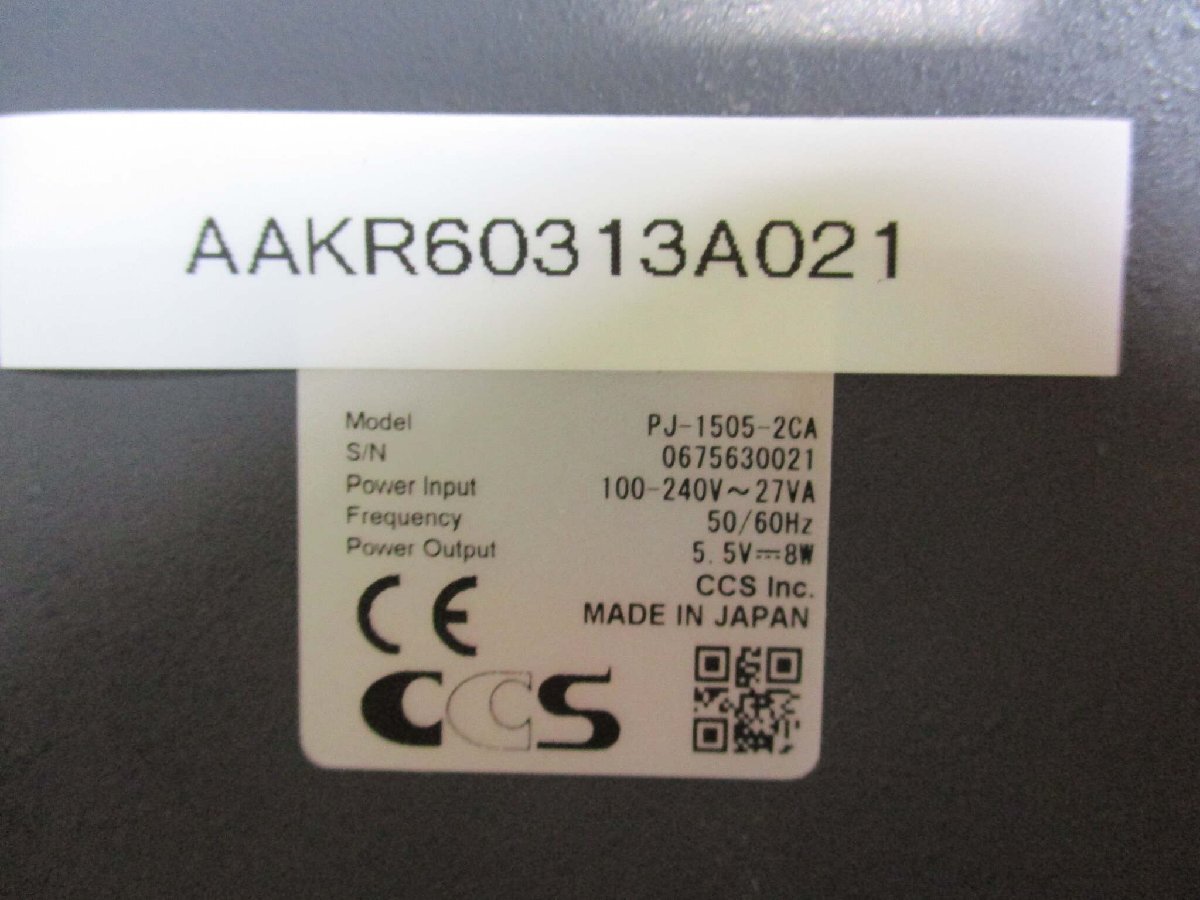 AAKR60313A021
Model PJ-1505-2CA
S/N 0675630021
Power Input 100-240V～27VA
Frequency 50/60Hz
Power Output 5.5V⎓8W
CCS Inc.
MADE IN JAPAN
CE
CCS